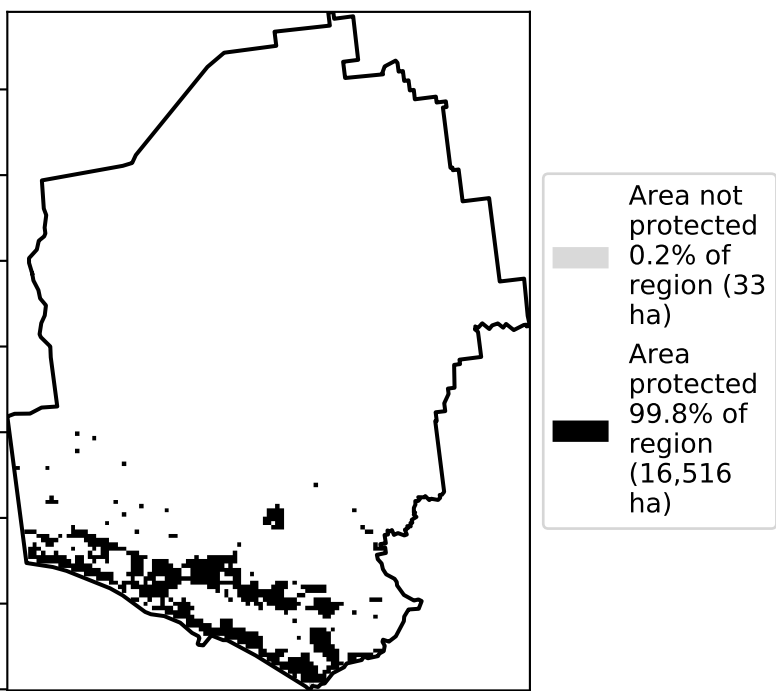 Area not
protected
0.2% of
region (33
ha)
Area
protected
99.8% of
region
(16,516
ha)